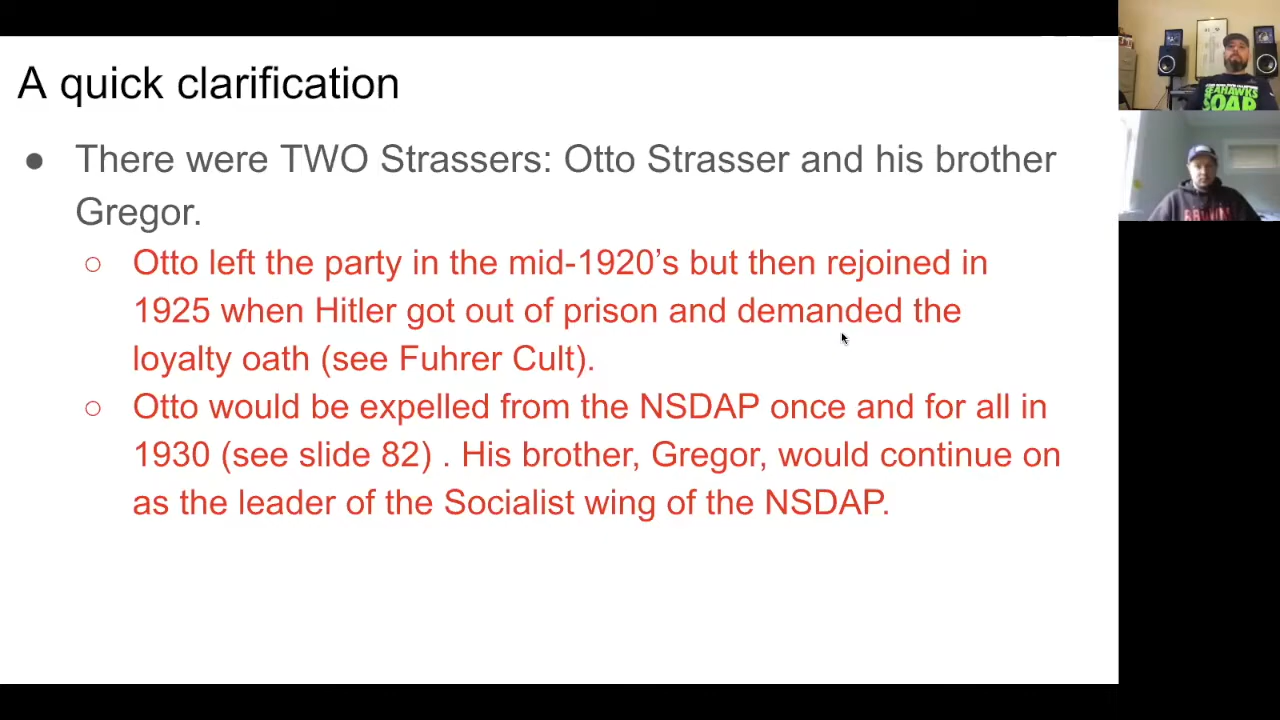 A quick clarification
● There were TWO Strassers: Otto Strasser and his brother
Gregor.
○ Otto left the party in the mid-1920’s but then rejoined in
1925 when Hitler got out of prison and demanded the
loyalty oath (see Fuhrer Cult).
○ Otto would be expelled from the NSDAP once and for all in
1930 (see slide 82) . His brother, Gregor, would continue on
as the leader of the Socialist wing of the NSDAP.
SEAHAWKS
SOAR